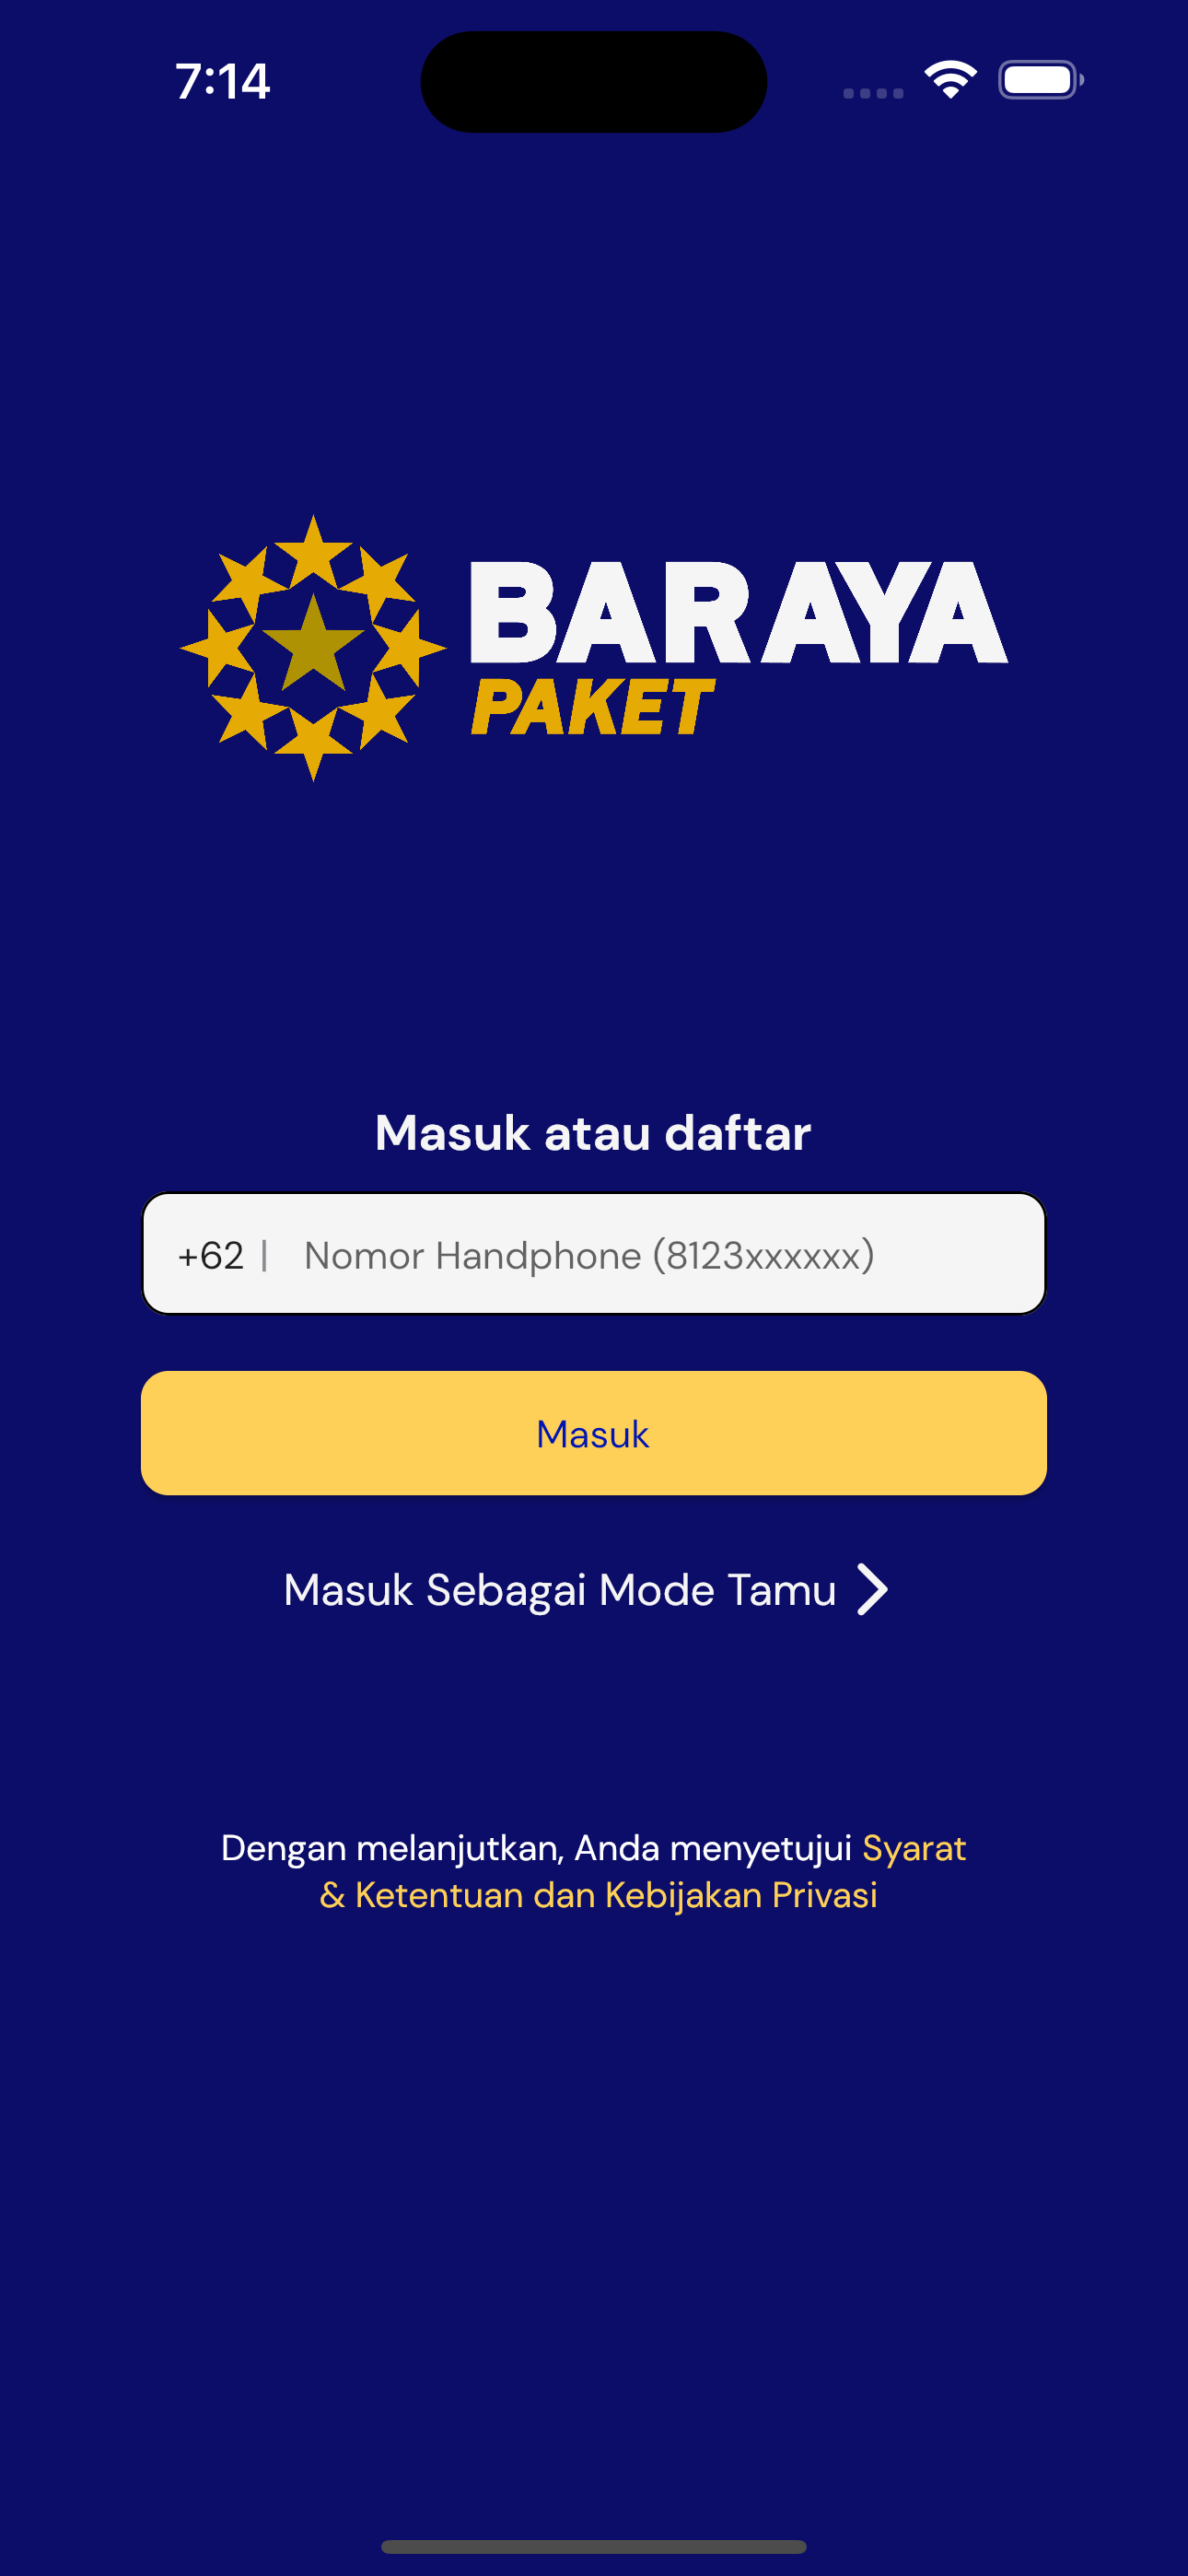 7:14
BARAYA
PAKET
Masuk atau daftar
+62 | Nomor Handphone (8123xxxxxx)
Masuk
Masuk Sebagai Mode Tamu
Dengan melanjutkan, Anda menyetujui Syarat
& Ketentuan dan Kebijakan Privasi